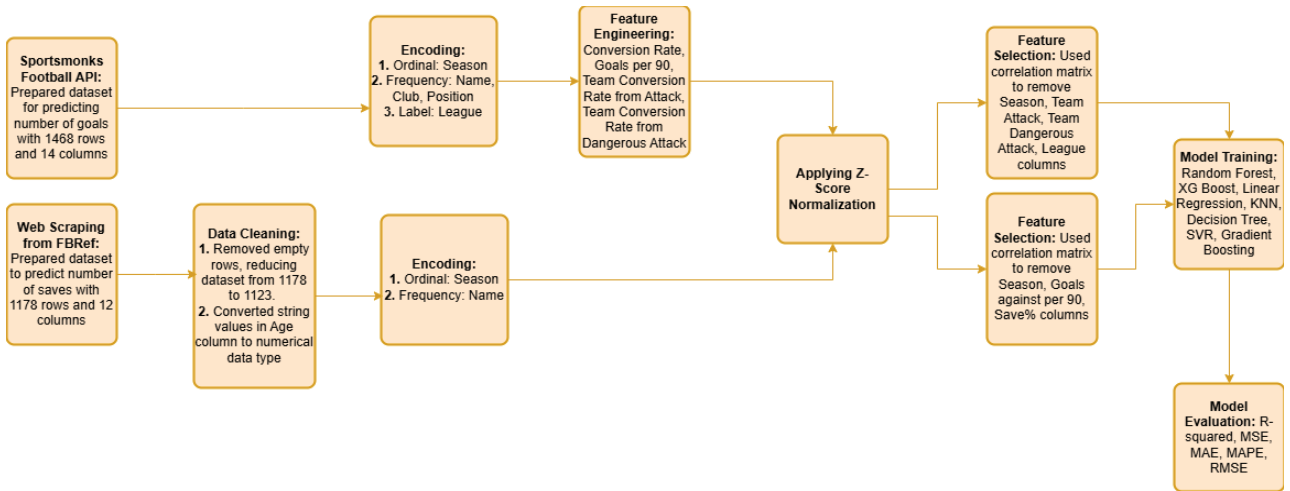 Sportsmonks
Football API:
Prepared dataset
for predicting
number of goals
with 1468 rows
and 14 columns
Encoding:
1. Ordinal: Season
2. Frequency: Name,
Club, Position
3. Label: League
Feature
Engineering:
Conversion Rate,
Goals per 90,
Team Conversion
Rate from Attack,
Team Conversion
Rate from
Dangerous Attack
Web Scraping
from FBRef:
Prepared dataset
to predict number
of saves with
1178 rows and 12
columns
Data Cleaning:
1. Removed empty
rows, reducing
dataset from 1178
to 1123.
2. Converted string
values in Age
column to numerical
data type
Encoding:
1. Ordinal: Season
2. Frequency: Name
Applying Z-
Score
Normalization
Feature
Selection: Used
correlation matrix
to remove
Season, Team
Attack, Team
Dangerous
Attack, League
columns
Feature
Selection: Used
correlation matrix
to remove
Season, Goals
against per 90,
Save% columns
Model Training:
Random Forest,
XG Boost, Linear
Regression, KNN,
Decision Tree,
SVR, Gradient
Boosting
Model
Evaluation: R-
squared, MSE,
MAE, MAPE,
RMSE